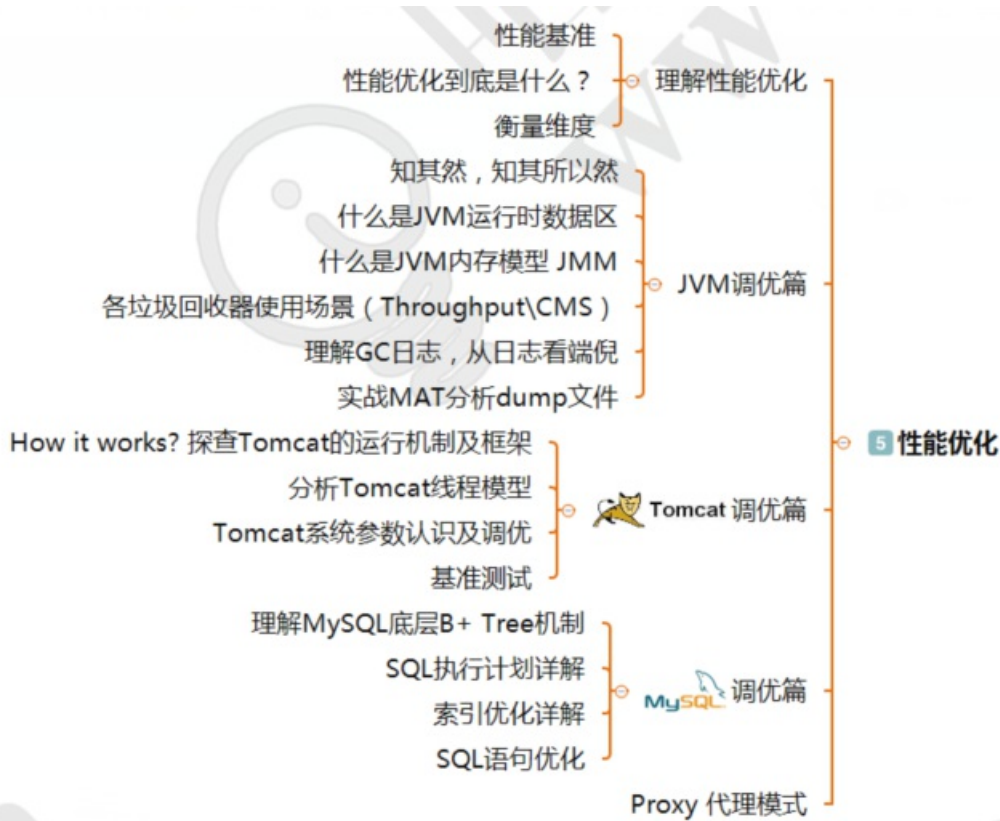 性能基准
性能优化到底是什么？
理解性能优化
衡量维度
知其然，知其所以然
什么是JVM运行时数据区
什么是JVM内存模型 JMM
JVM调优篇
各垃圾回收器使用场景（Throughput\CMS）
理解GC日志，从日志看端倪
实战MAT分析dump文件
How it works? 探查Tomcat的运行机制及框架
5 性能优化
分析Tomcat线程模型
Tomcat 调优篇
Tomcat系统参数认识及调优
基准测试
理解MySQL底层B+ Tree机制
SQL执行计划详解
MySQL 调优篇
索引优化详解
SQL语句优化
Proxy 代理模式